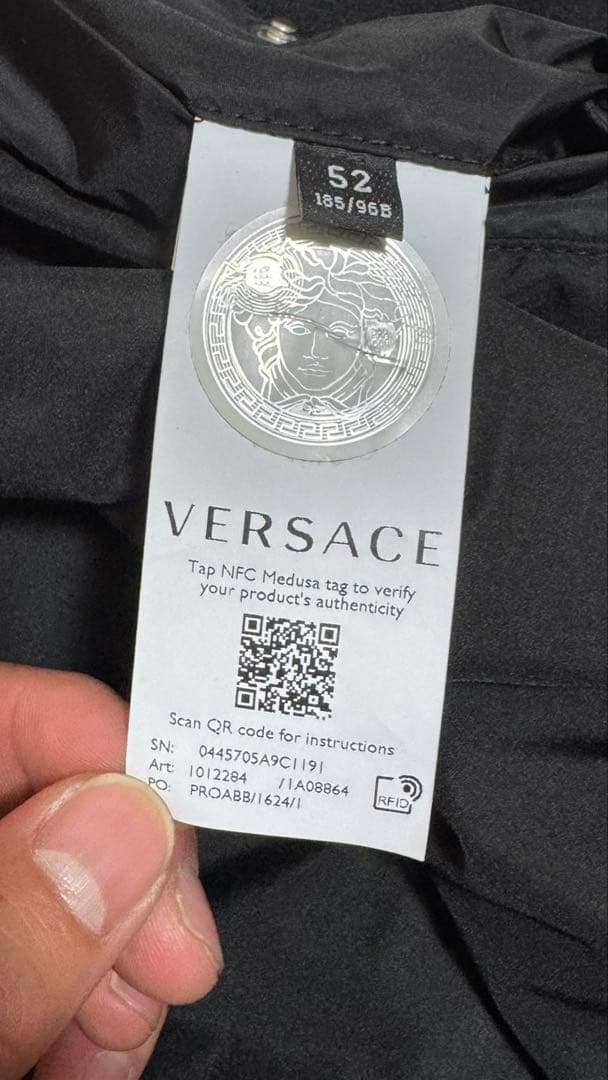 52
185/96B
VERSACE
Tap NFC Medusa tag to verify
your product's authenticity
Scan QR code for instructions
SN: 0445705A9C1191
Art: 1012284 /1A08864
PO: PROABB/1624/1
RFID